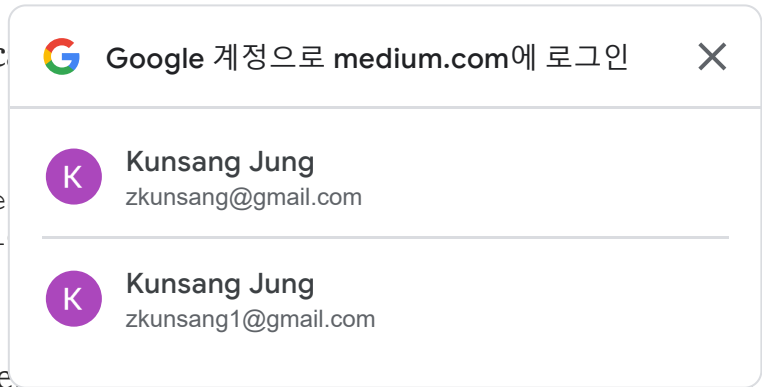 Google 계정으로 medium.com에 로그인
K
Kunsang Jung
zkunsang@gmail.com
K
Kunsang Jung
zkunsang1@gmail.com